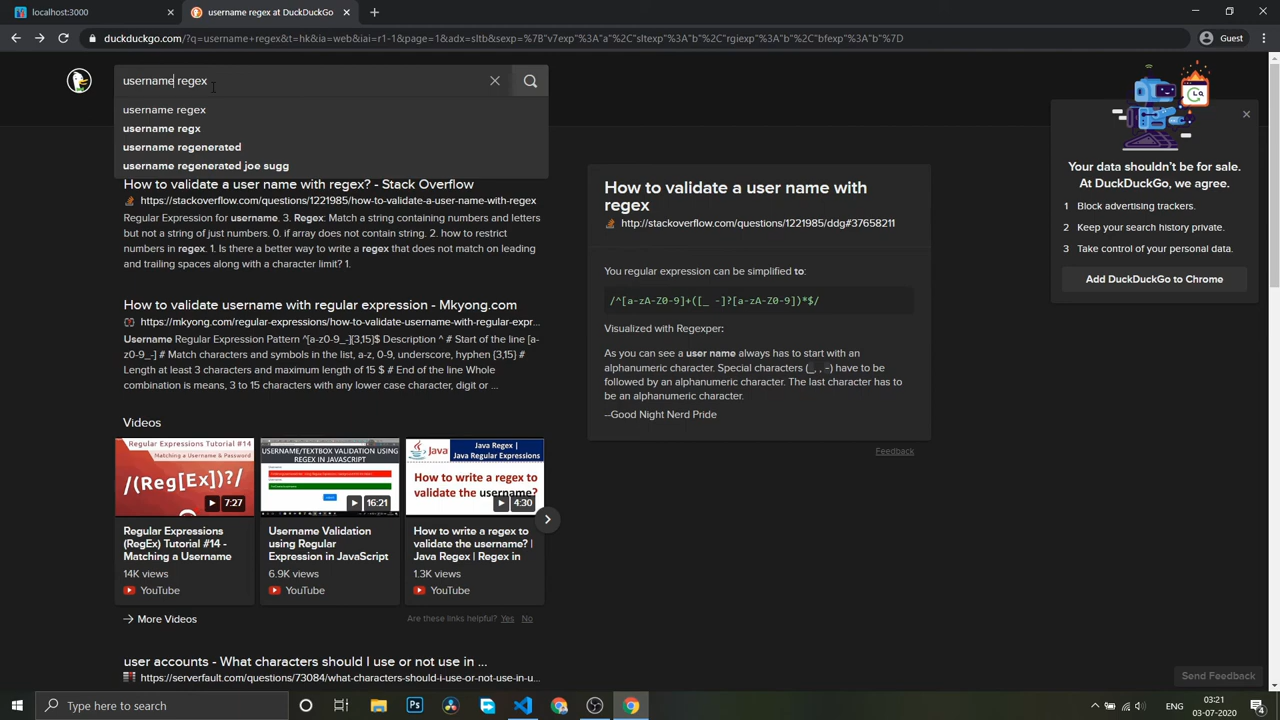 localhost:3000
username regex at DuckDuckGo
duckduckgo.com/?q=username+regex&t=hk&ia=web&iai=r1-1&page=1&adx=sltb&sexp=%7B"v7exp"%3A"a"%2C"sltexp"%3A"b"%2C"rgiexp"%3A"b"%2C"bfexp"%3A"b"%7D
Guest
username regex
username regex
username regx
username regenerated
username regenerated joe sugg
How to validate a user name with regex? - Stack Overflow
https://stackoverflow.com/questions/1221985/how-to-validate-a-user-name-with-regex
Regular Expression for username. 3. Regex: Match a string containing numbers and letters
but not a string of just numbers. 0. if array does not contain string. 2. how to restrict
numbers in regex. 1. Is there a better way to write a regex that does not match on leading
and trailing spaces along with a character limit? 1.
How to validate username with regular expression - Mkyong.com
https://mkyong.com/regular-expressions/how-to-validate-username-with-regular-expr...
Username Regular Expression Pattern ^[a-z0-9_-]{3,15}$ Description ^ # Start of the line [a-
z0-9_-] # Match characters and symbols in the list, a-z, 0-9, underscore, hyphen {3,15} #
Length at least 3 characters and maximum length of 15 $ # End of the line Whole
combination is means, 3 to 15 characters with any lower case character, digit or ...
Videos
Regular Expressions Tutorial #14
Matching a Username & Password
/(Reg[Ex])?/
7:27
Regular Expressions
(RegEx) Tutorial #14 -
Matching a Username
14K views
YouTube
USERNAME/TEXTBOX VALIDATION USING
REGEX IN JAVASCRIPT
16:21
Username Validation
using Regular
Expression in JavaScript
6.9K views
YouTube
Java
Java Regex |
Java Regular Expressions
How to write a regex to
validate the username?
4:30
How to write a regex to
validate the username? |
Java Regex | Regex in
1.3K views
YouTube
More Videos
Are these links helpful? Yes No
user accounts - What characters should I use or not use in ...
https://serverfault.com/questions/73084/what-characters-should-i-use-or-not-use-in-u...
How to validate a user name with
regex
http://stackoverflow.com/questions/1221985/ddg#37658211
You regular expression can be simplified to:
/^[a-zA-Z0-9]+([_ -]?[a-zA-Z0-9])*$/
Visualized with Regexper:
As you can see a user name always has to start with an
alphanumeric character. Special characters (_, , -) have to be
followed by an alphanumeric character. The last character has to
be an alphanumeric character.
--Good Night Nerd Pride
Feedback
Your data shouldn't be for sale.
At DuckDuckGo, we agree.
1 Block advertising trackers.
2 Keep your search history private.
3 Take control of your personal data.
Add DuckDuckGo to Chrome
Send Feedback
Type here to search
Ps
03:21
03-07-2020
4